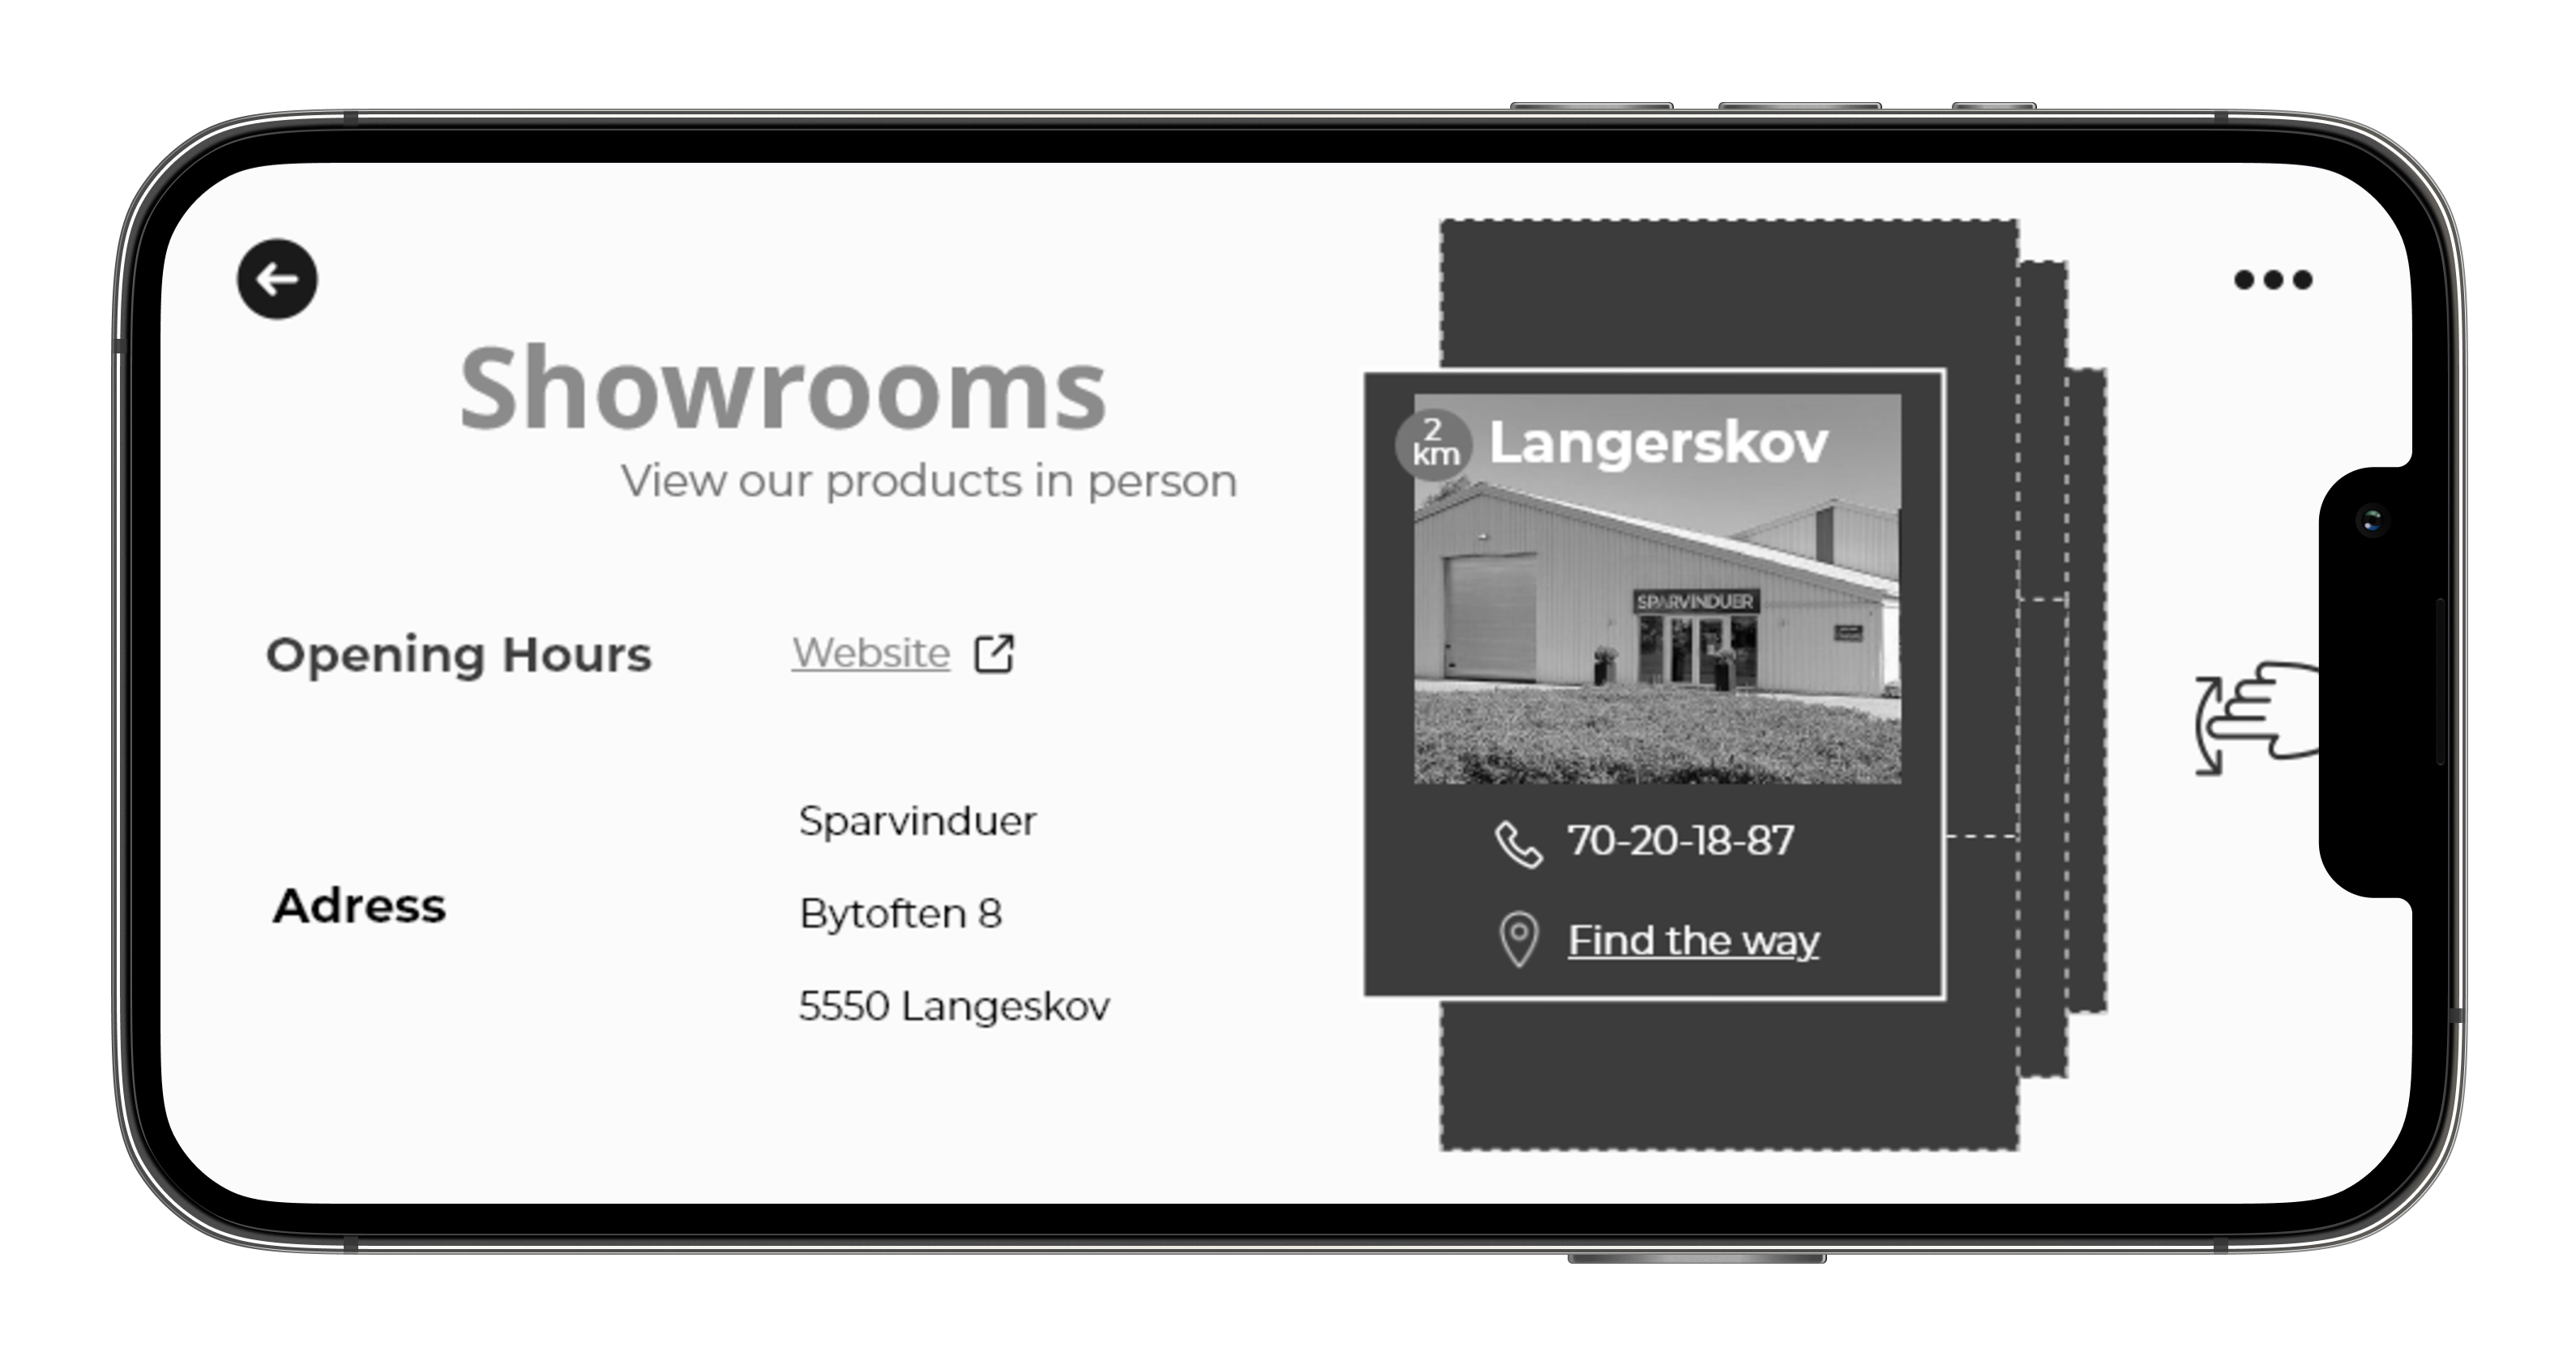 Showrooms
View our products in person
Opening Hours
Website
Adress
Sparvinduer
Bytoften 8
5550 Langeskov
2
km
Langerskov
SPARVINDUER
70-20-18-87
Find the way